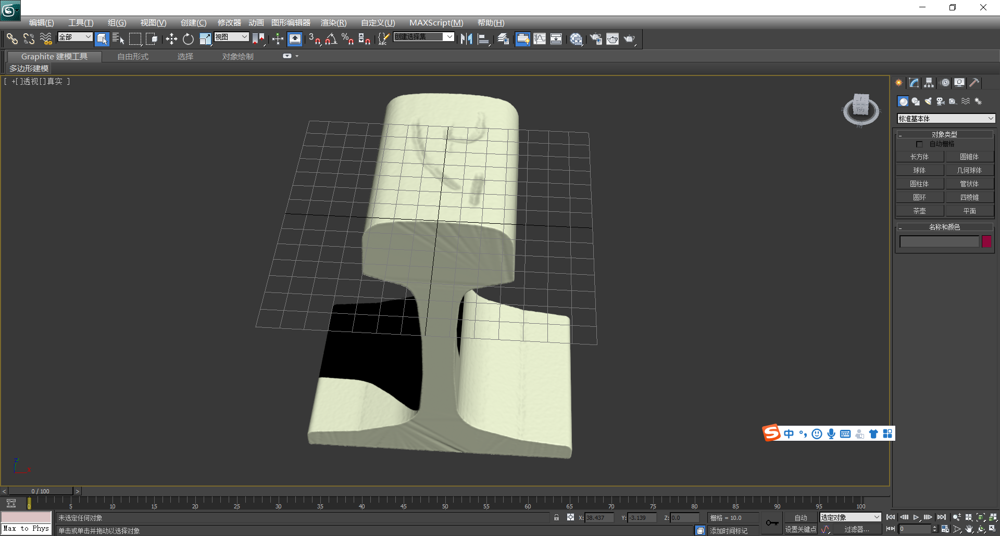 编辑(E) 工具(T) 组(G) 视图(V) 创建(C) 修改器 动画 图形编辑器 渲染(R) 自定义(U) MAXScript(M) 帮助(H)
全部 视图 3 % ABC 创建选择集
Graphite 建模工具 自由形式 选择 对象绘制
多边形建模
[ +[]透视[]真实 ]
标准基本体
- 对象类型
自动栅格
长方体 圆锥体
球体 几何球体
圆柱体 管状体
圆环 四棱锥
茶壶 平面
- 名称和颜色
中
< 0 / 100 >
0 5 10 15 20 25 30 35 40 45 50 55 60 65 70 75 80 85 90 95 100
未选定任何对象 X: 38.437 Y: -3.139 Z: 0.0 栅格 = 10.0 自动 选定对象
Max to Phys 单击或单击并拖动以选择对象 添加时间标记 设置关键点 过滤器... 0